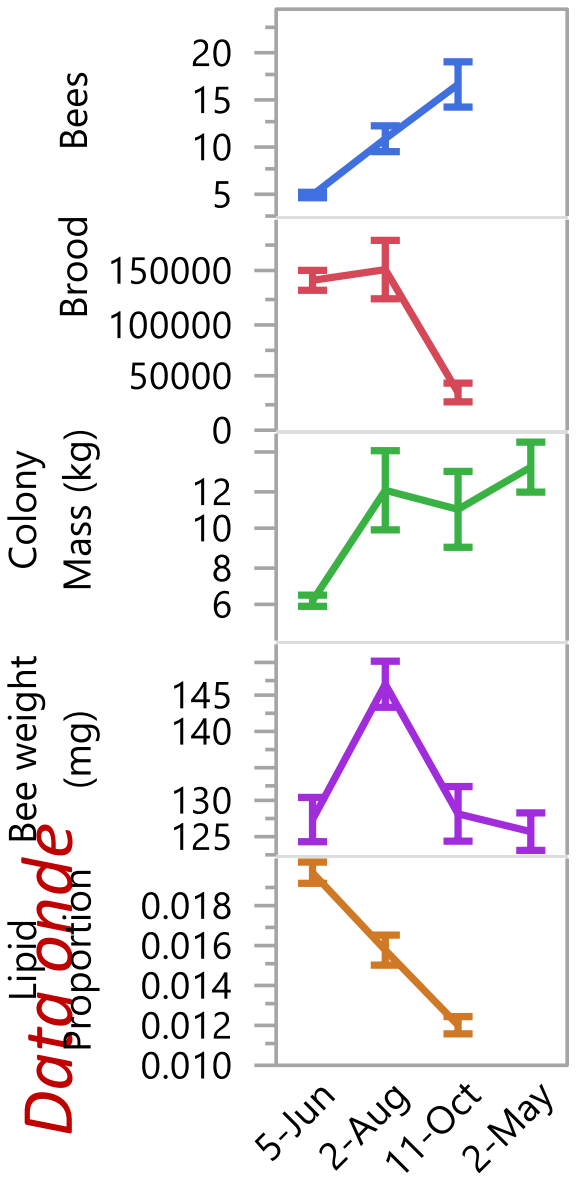 Bees
20
15
10
5
Brood
150000
100000
50000
0
Colony
Mass (kg)
12
10
8
6
Bee weight
(mg)
145
140
130
125
Lipid
Proportion
0.018
0.016
0.014
0.012
0.010
Data onde
5-Jun
2-Aug
11-Oct
2-May